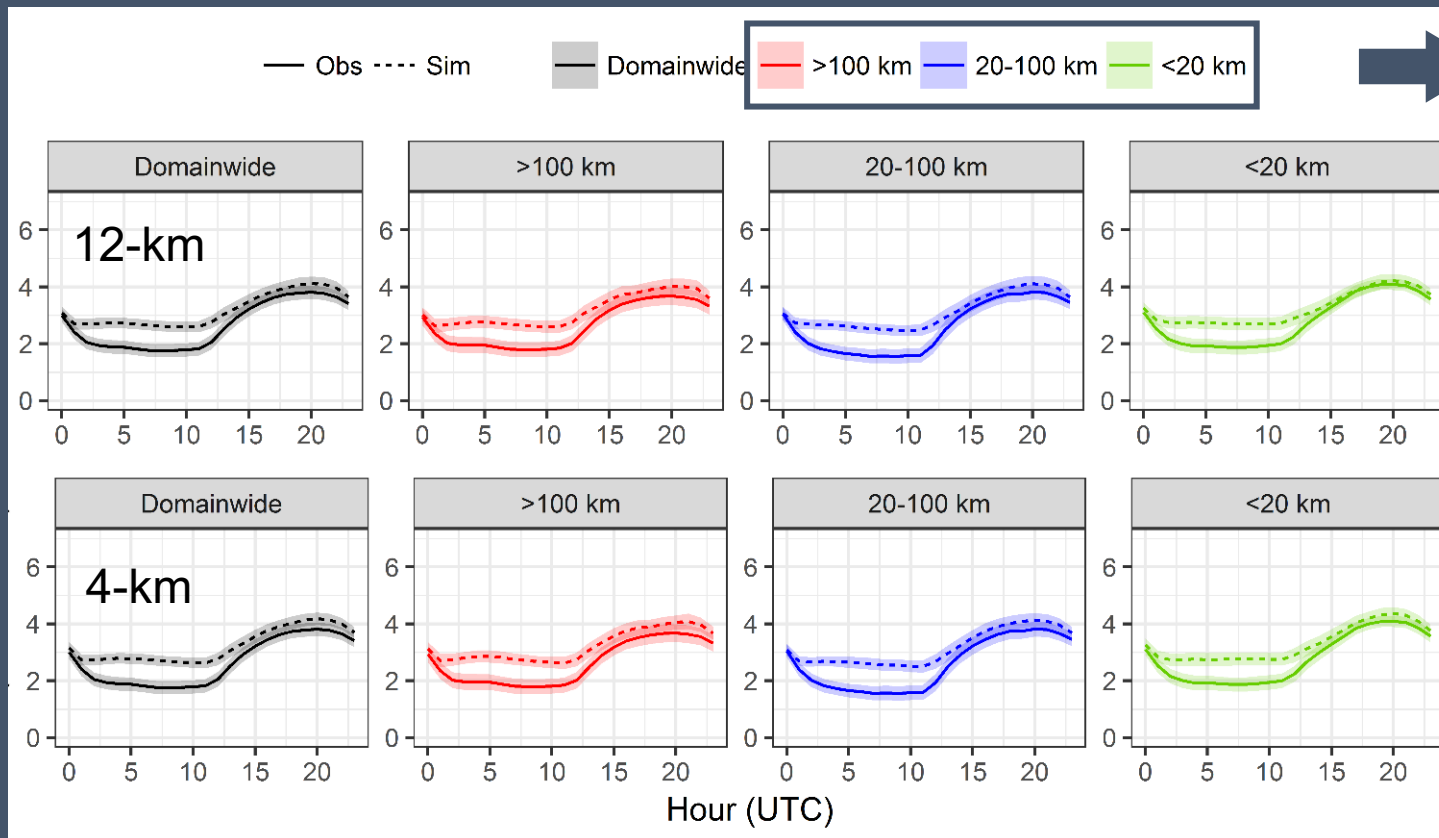 Obs Sim Domainwide >100 km 20-100 km <20 km
Domainwide >100 km 20-100 km <20 km
12-km
6 6 6 6
4 4 4 4
2 2 2 2
0 0 0 0
0 5 10 15 20 0 5 10 15 20 0 5 10 15 20 0 5 10 15 20
Domainwide >100 km 20-100 km <20 km
4-km
6 6 6 6
4 4 4 4
2 2 2 2
0 0 0 0
0 5 10 15 20 0 5 10 15 20 0 5 10 15 20 0 5 10 15 20
Hour (UTC)